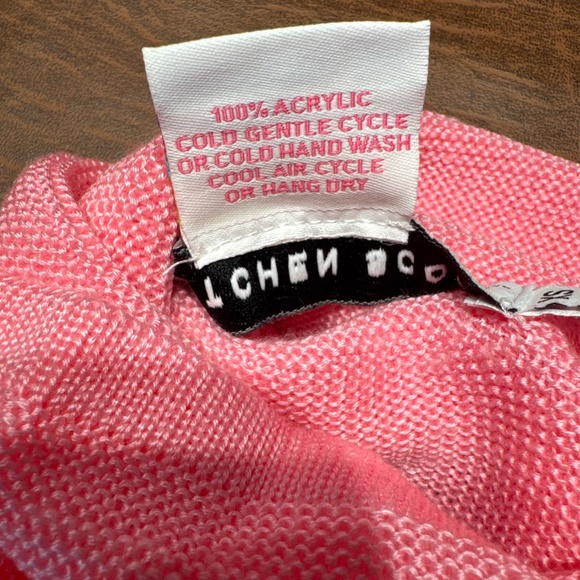 100% ACRYLIC
COLD GENTLE CYCLE
OR COLD HAND WASH
COOL AIR CYCLE
OR HANG DRY